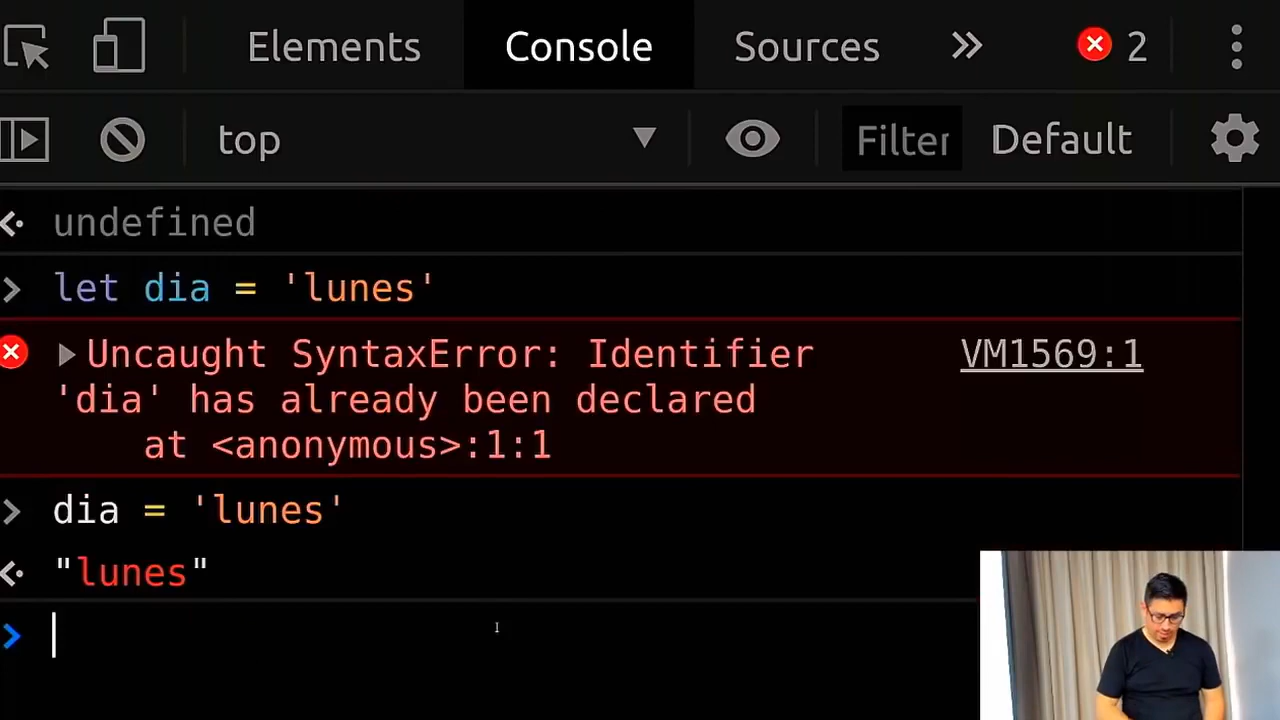 Elements Console Sources 2
top Filter Default
undefined
let dia = 'lunes'
Uncaught SyntaxError: Identifier VM1569:1
'dia' has already been declared
at <anonymous>:1:1
dia = 'lunes'
"lunes"